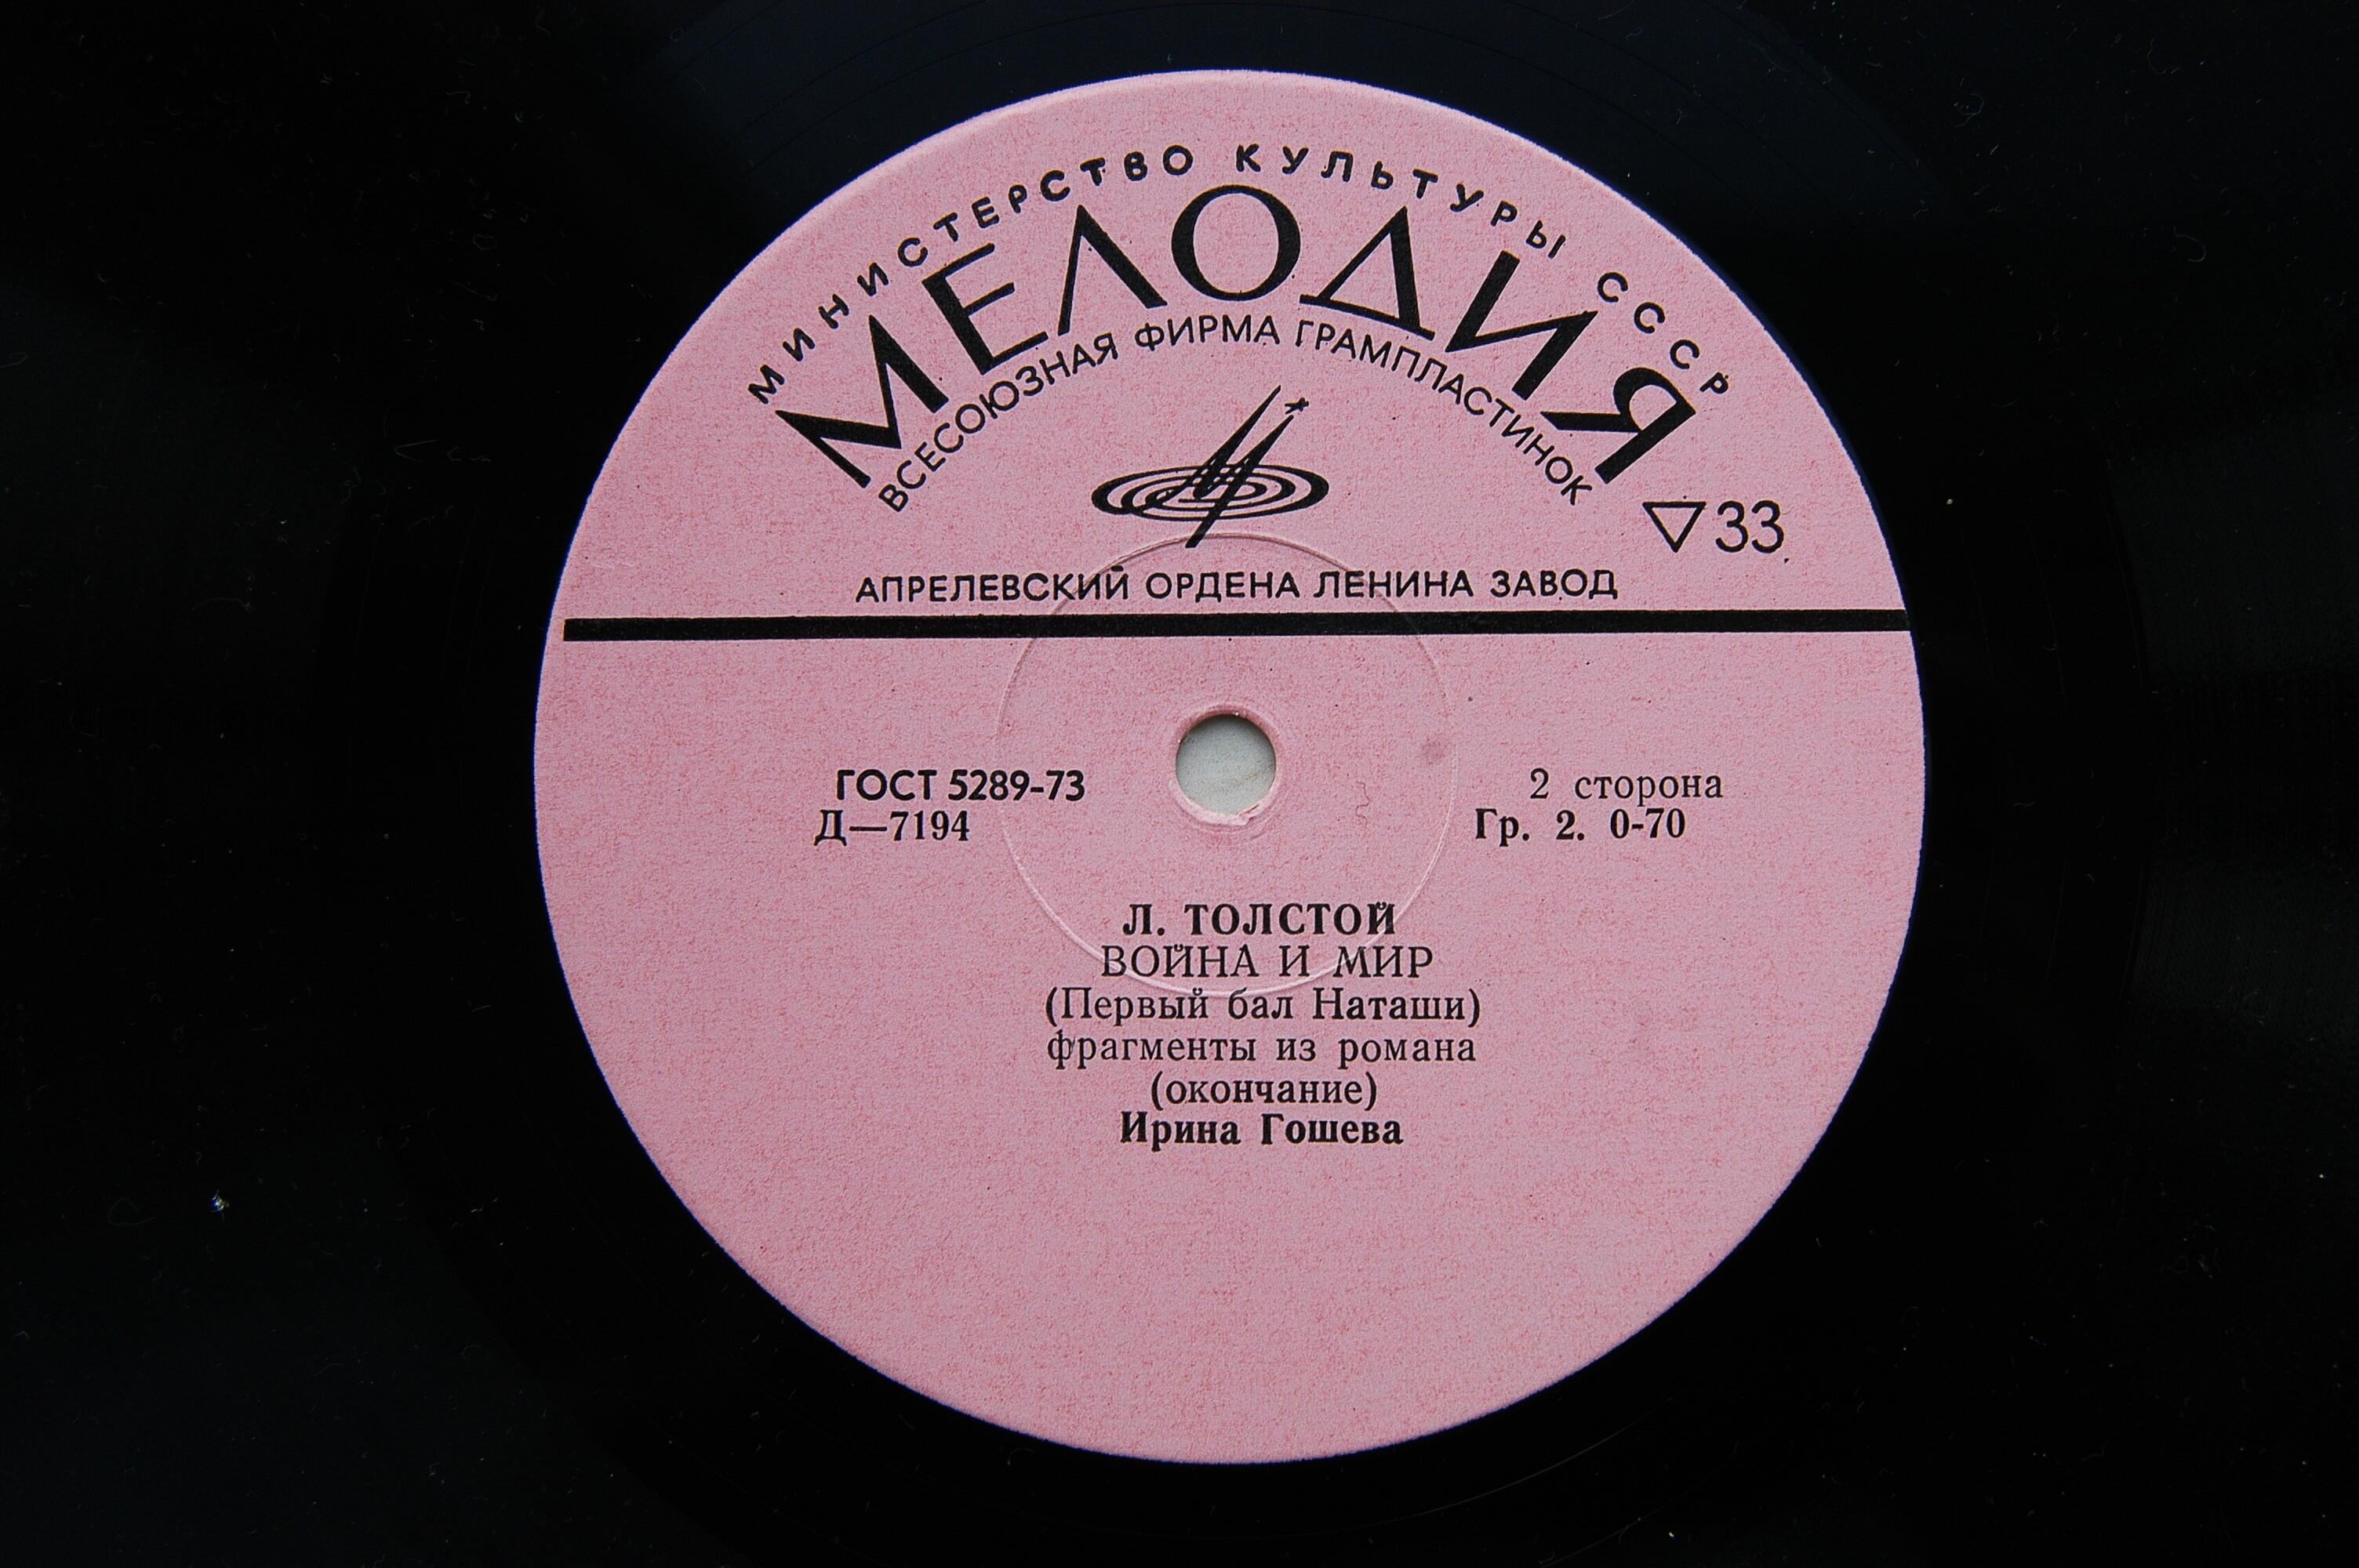 МИНИСТЕРСТВО КУЛЬТУРЫ СССР
МЕЛОДИЯ
ВСЕСОЮЗНАЯ ФИРМА ГРАМПЛАСТИНОК
33
АПРЕЛЕВСКИЙ ОРДЕНА ЛЕНИНА ЗАВОД
ГОСТ 5289-73
Д—7194
2 сторона
Гр. 2. 0-70
Л. ТОЛСТОЙ
ВОЙНА И МИР
(Первый бал Наташи)
фрагменты из романа
(окончание)
Ирина Гошева